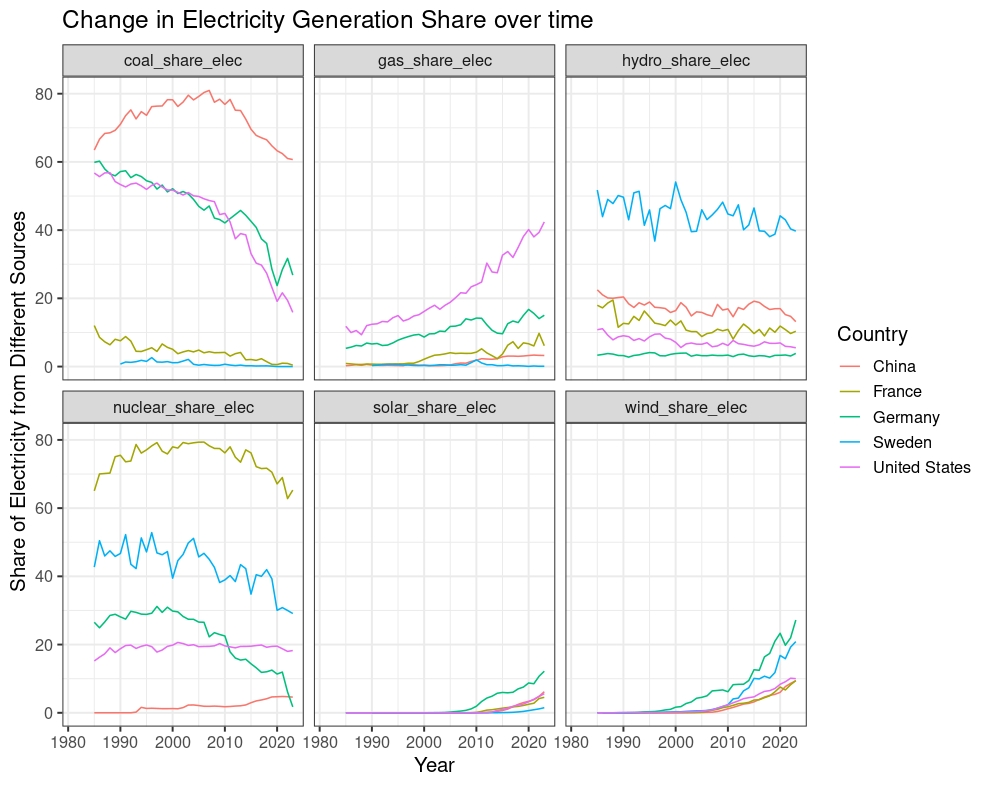 Change in Electricity Generation Share over time
coal_share_elec gas_share_elec hydro_share_elec
80
60
40
20
0
nuclear_share_elec solar_share_elec wind_share_elec
80
60
40
20
0
1980 1990 2000 2010 2020 1980 1990 2000 2010 2020 1980 1990 2000 2010 2020
Year
Share of Electricity from Different Sources
Country
China
France
Germany
Sweden
United States